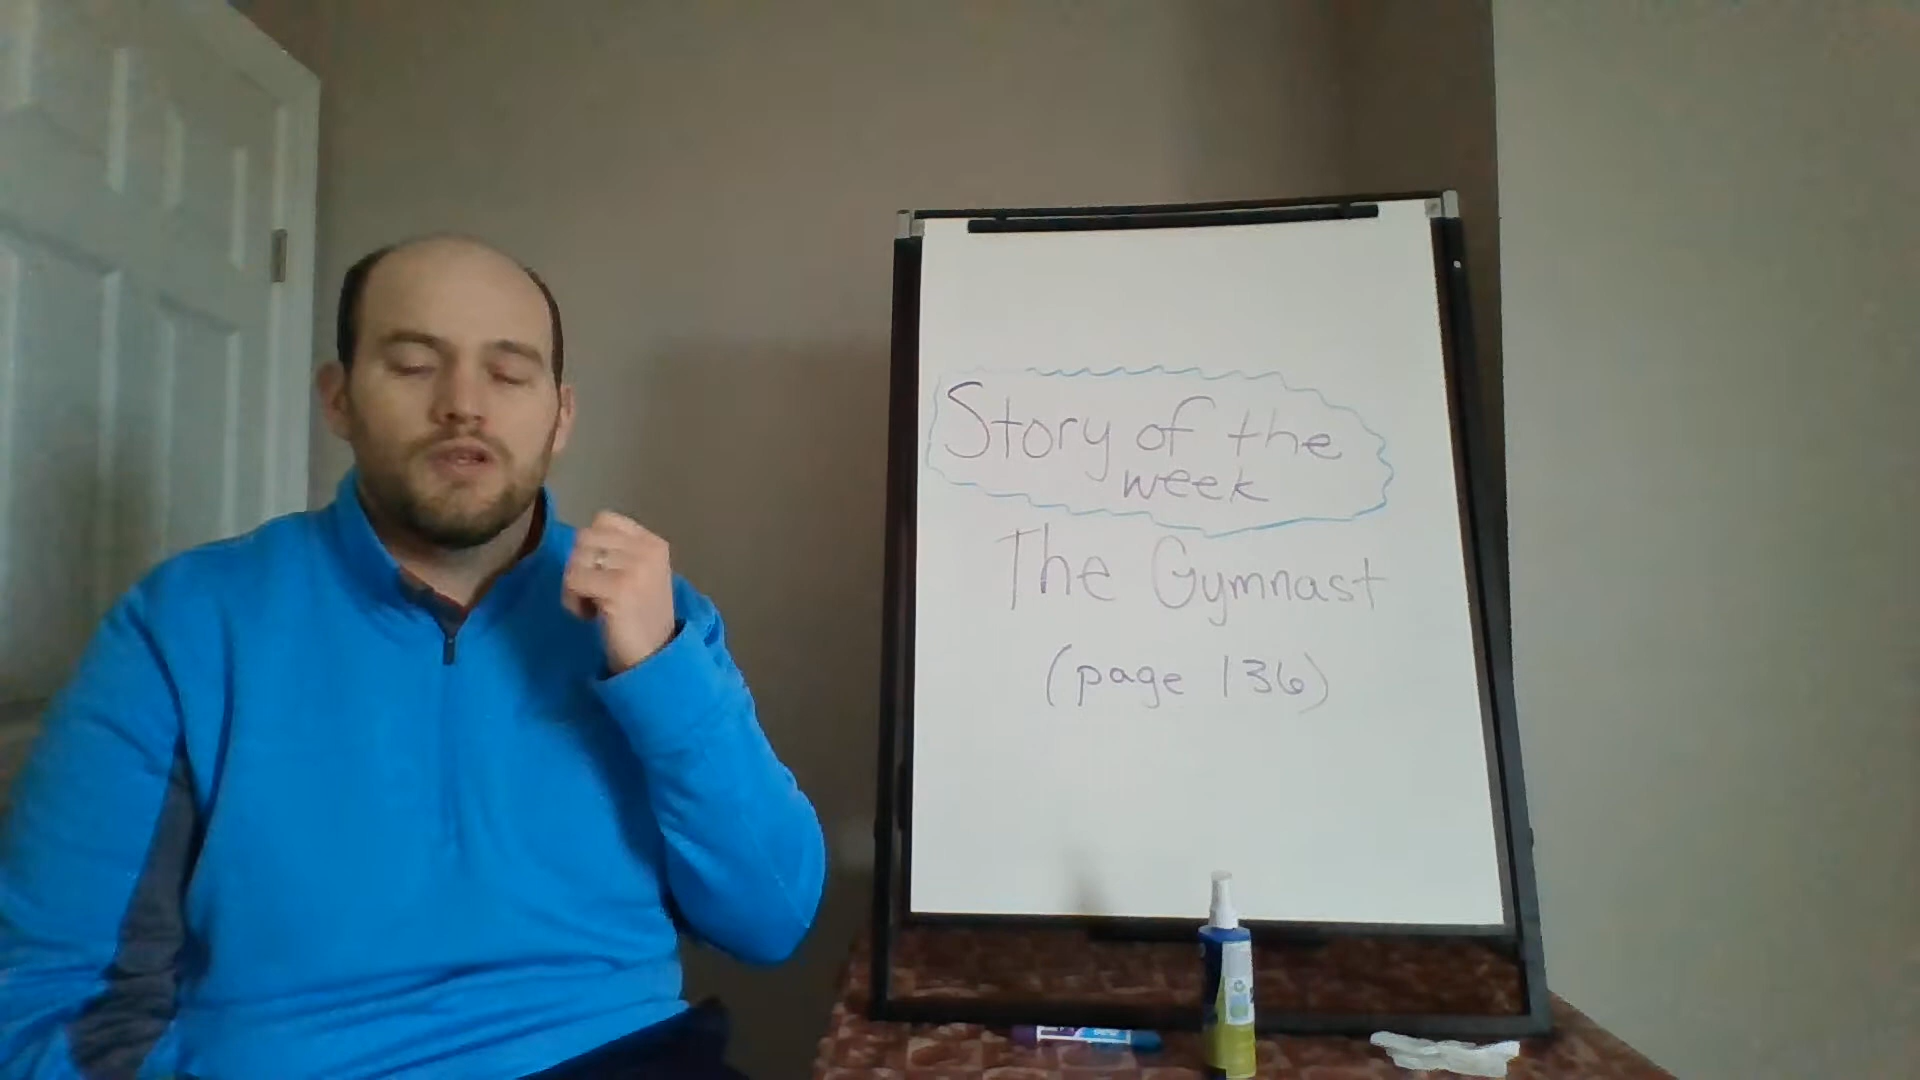 Story of the
week
The Gymnast
(page 136)